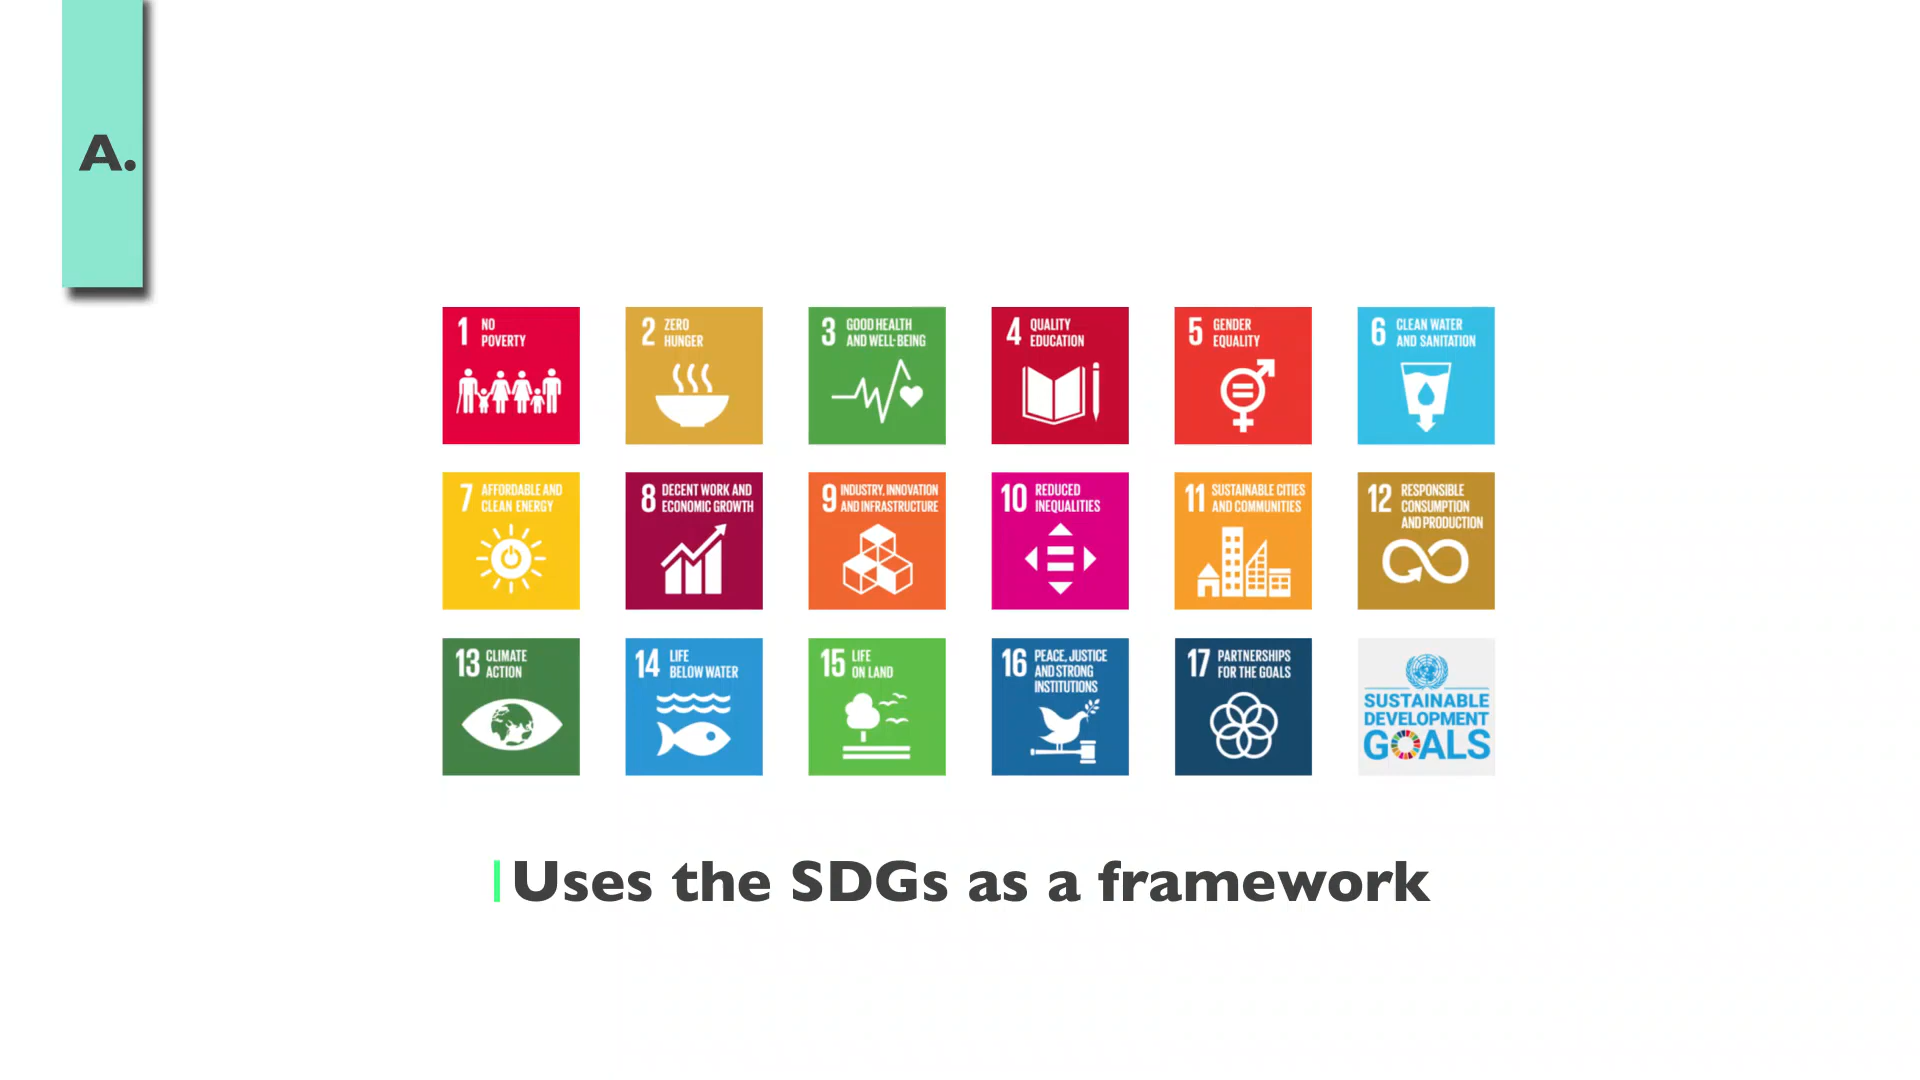 A.
1 NO
POVERTY
2 ZERO
HUNGER
3 GOOD HEALTH
AND WELL-BEING
4 QUALITY
EDUCATION
5 GENDER
EQUALITY
6 CLEAN WATER
AND SANITATION
7 AFFORDABLE AND
CLEAN ENERGY
8 DECENT WORK AND
ECONOMIC GROWTH
9 INDUSTRY, INNOVATION
AND INFRASTRUCTURE
10 REDUCED
INEQUALITIES
11 SUSTAINABLE CITIES
AND COMMUNITIES
12 RESPONSIBLE
CONSUMPTION
AND PRODUCTION
13 CLIMATE
ACTION
14 LIFE
BELOW WATER
15 LIFE
ON LAND
16 PEACE, JUSTICE
AND STRONG
INSTITUTIONS
17 PARTNERSHIPS
FOR THE GOALS
SUSTAINABLE
DEVELOPMENT
GOALS
Uses the SDGs as a framework